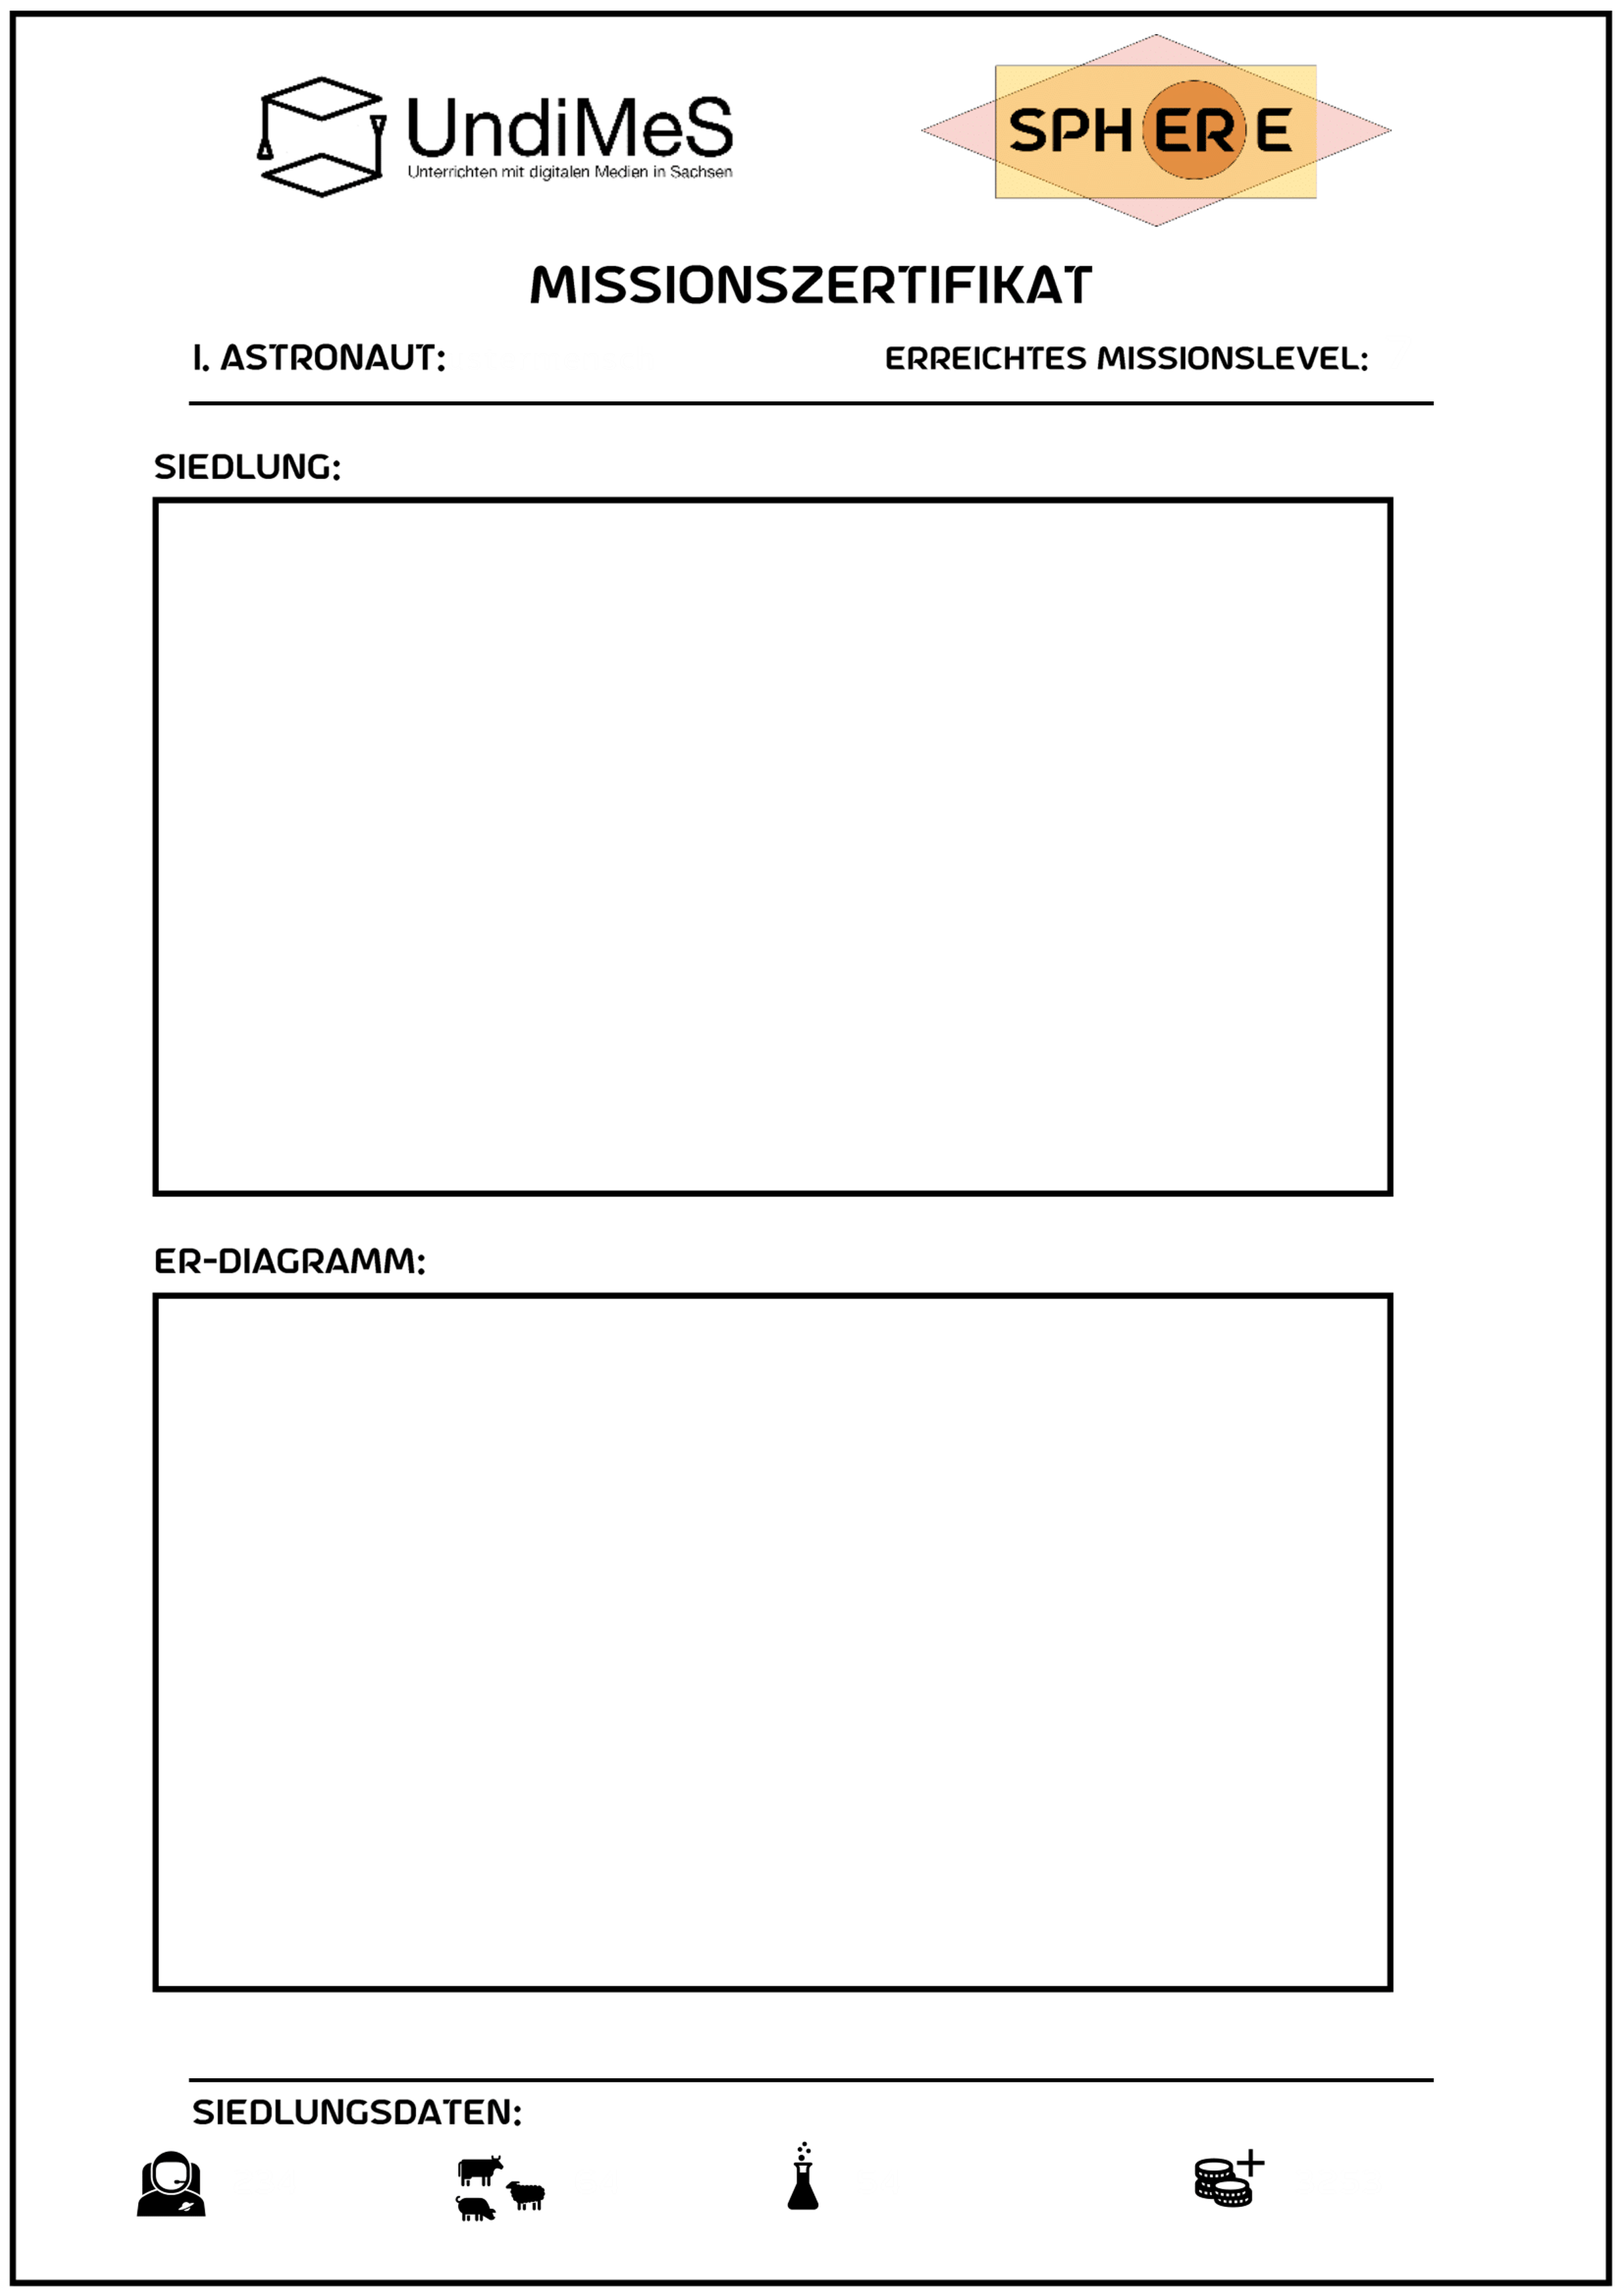 UndiMeS
Unterrichten mit digitalen Medien in Sachsen
SPHERE
MISSIONSZERTIFIKAT
I. ASTRONAUT:
ERREICHTES MISSIONSLEVEL:
SIEDLUNG:
ER-DIAGRAMM:
SIEDLUNGSDATEN: